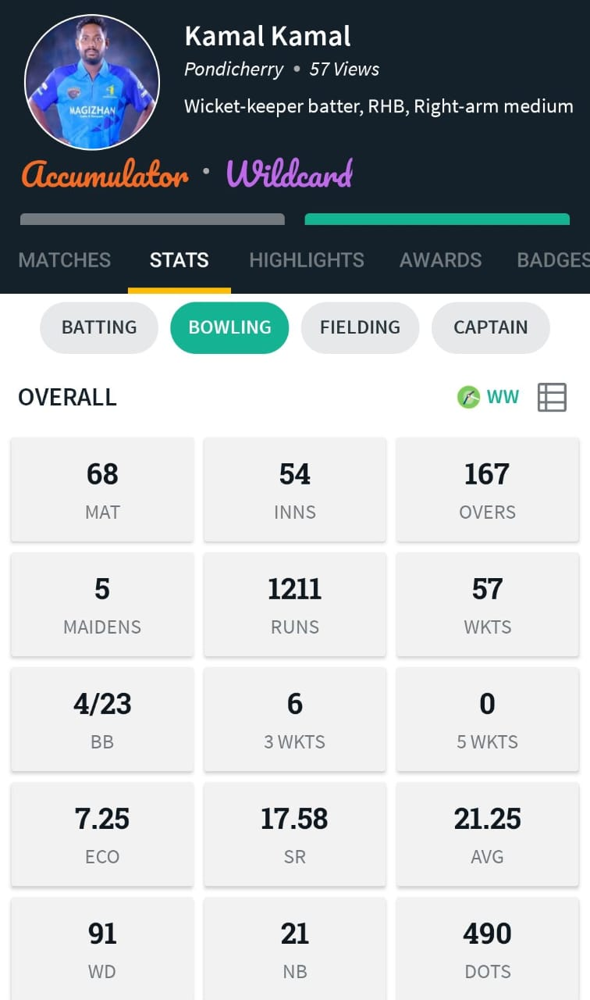 Kamal Kamal
Pondicherry • 57 Views
Wicket-keeper batter, RHB, Right-arm medium
MAGIZHAN
Accumulator · Wildcard
MATCHES STATS HIGHLIGHTS AWARDS BADGES
BATTING BOWLING FIELDING CAPTAIN
OVERALL WW
68 54 167
MAT INNS OVERS
5 1211 57
MAIDENS RUNS WKTS
4/23 6 0
BB 3 WKTS 5 WKTS
7.25 17.58 21.25
ECO SR AVG
91 21 490
WD NB DOTS